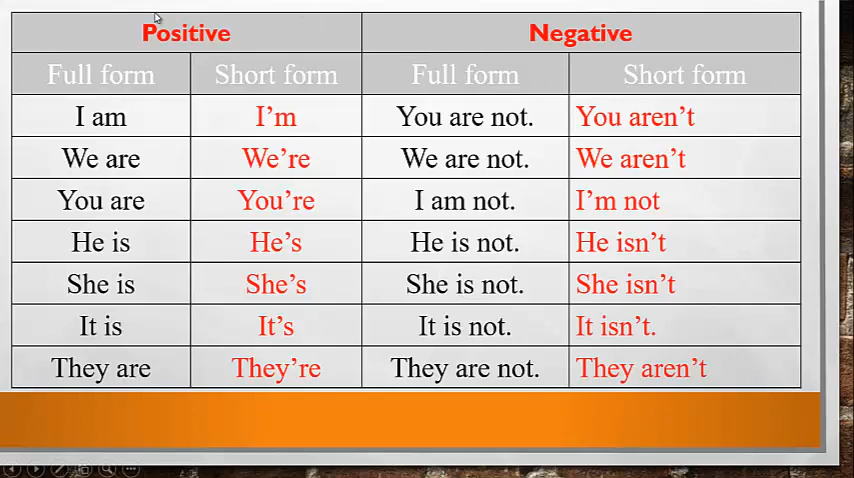 Positive Negative
Full form Short form Full form Short form
I am I’m You are not. You aren’t
We are We’re We are not. We aren’t
You are You’re I am not. I’m not
He is He’s He is not. He isn’t
She is She’s She is not. She isn’t
It is It’s It is not. It isn’t.
They are They’re They are not. They aren’t